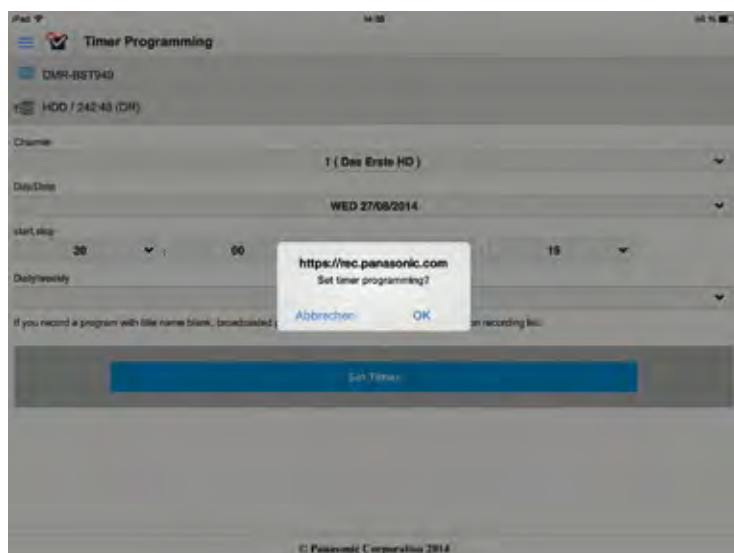 iPad
Timer Programming
DMR-BST940
HDD / 242:48 (DR)
Channel
1 ( Das Erste HD )
Day/Date
WED 27/08/2014
start,stop
20 : 00 : 15
Daily/weekly
https://rec.panasonic.com
Set timer programming?
Abbrechen OK
If you record a program with title name blank, broadcasted on recording list.
Set Timer
© Panasonic Corporation 2014